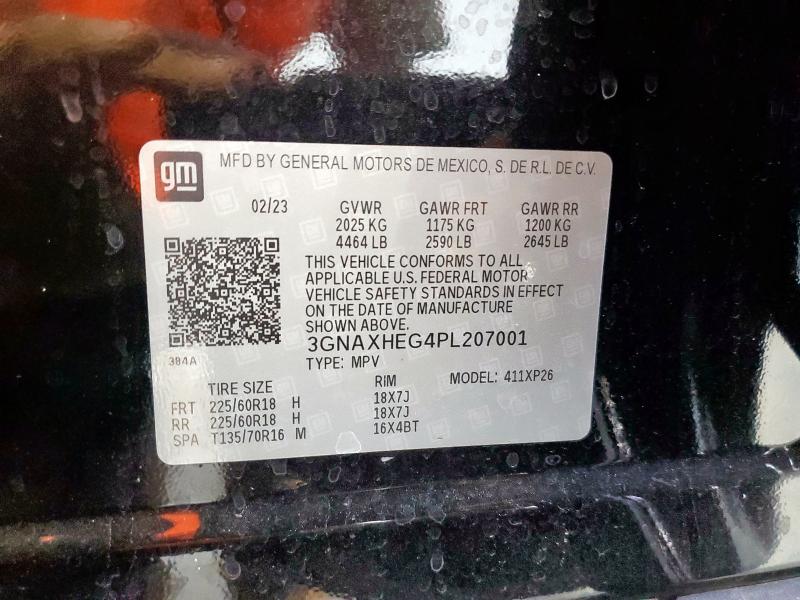 gm MFD BY GENERAL MOTORS DE MEXICO, S. DE R.L. DE C.V.
02/23 GVWR GAWR FRT GAWR RR
2025 KG 1175 KG 1200 KG
4464 LB 2590 LB 2645 LB
THIS VEHICLE CONFORMS TO ALL
APPLICABLE U.S. FEDERAL MOTOR
VEHICLE SAFETY STANDARDS IN EFFECT
ON THE DATE OF MANUFACTURE
SHOWN ABOVE.
3GNAXHEG4PL207001
384A TYPE: MPV
TIRE SIZE RIM MODEL: 411XP26
FRT 225/60R18 H 18X7J
RR 225/60R18 H 18X7J
SPA T135/70R16 M 16X4BT